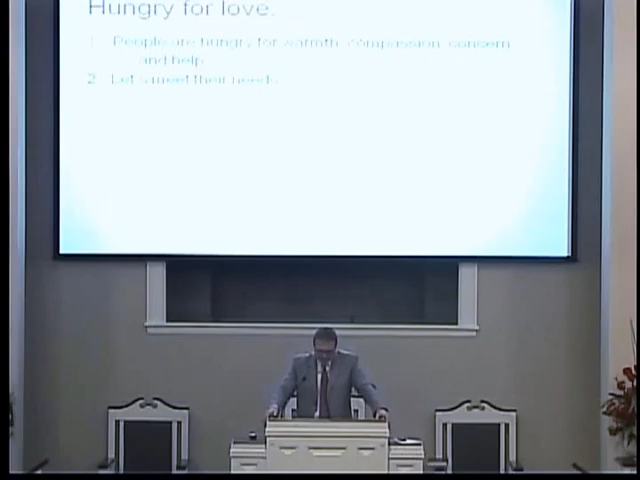 Hungry for love.
1. People are hungry for warmth, compassion, concern
and help
2. Let's meet their needs